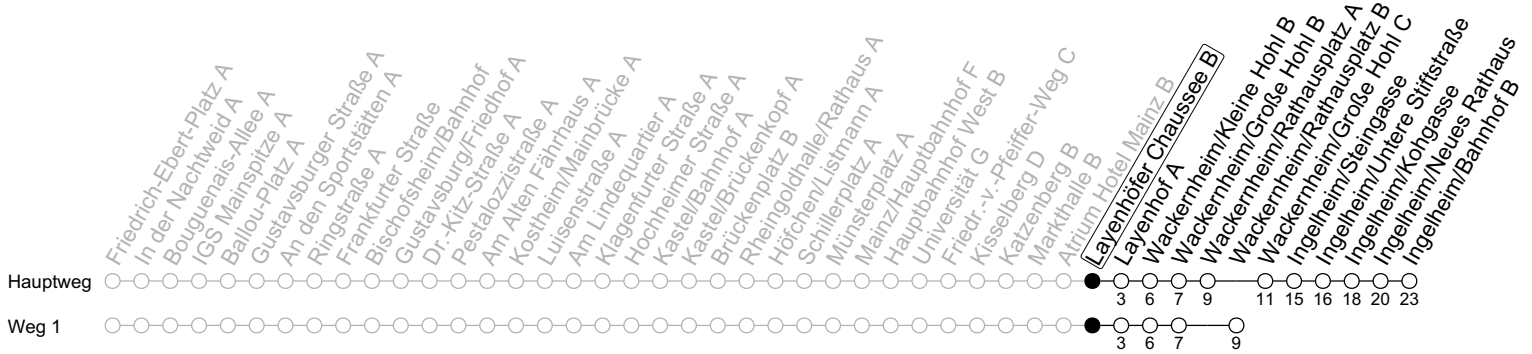 Friedrich-Ebert-Platz A
In der Nachtweid A
Bouguenais-Allee A
IGS Mainspitze A
Ballou-Platz A
Gustavsburger Straße A
An den Sportstätten A
Ringstraße A
Frankfurter Straße
Bischofsheim/Bahnhof
Gustavsburg/Friedhof A
Dr.-Kitz-Straße A
Pestalozzistraße A
Am Alten Fährhaus A
Kostheim/Mainbrücke A
Luisenstraße A
Am Lindequartier A
Klagenfurter Straße A
Hochheimer Straße A
Kastel/Bahnhof A
Kastel/Brückenkopf A
Brückenplatz B
Rheingoldhalle/Rathaus A
Höfchen/Listmann A
Schillerplatz A
Münsterplatz A
Mainz/Hauptbahnhof F
Hauptbahnhof West B
Universität G
Friedr.-v.-Pfeiffer-Weg C
Kisselberg D
Katzenberg B
Markthalle B
Atrium Hotel Mainz B
Layenhöfer Chaussee B
Layenhof A
Wackernheim/Kleine Hohl B
Wackernheim/Große Hohl B
Wackernheim/Rathausplatz A
Wackernheim/Rathausplatz B
Wackernheim/Große Hohl C
Ingelheim/Steingasse
Ingelheim/Untere Stiftstraße
Ingelheim/Kohgasse
Ingelheim/Neues Rathaus
Ingelheim/Bahnhof B
Hauptweg
3 6 7 9 11 15 16 18 20 23
Weg 1
3 6 7 9